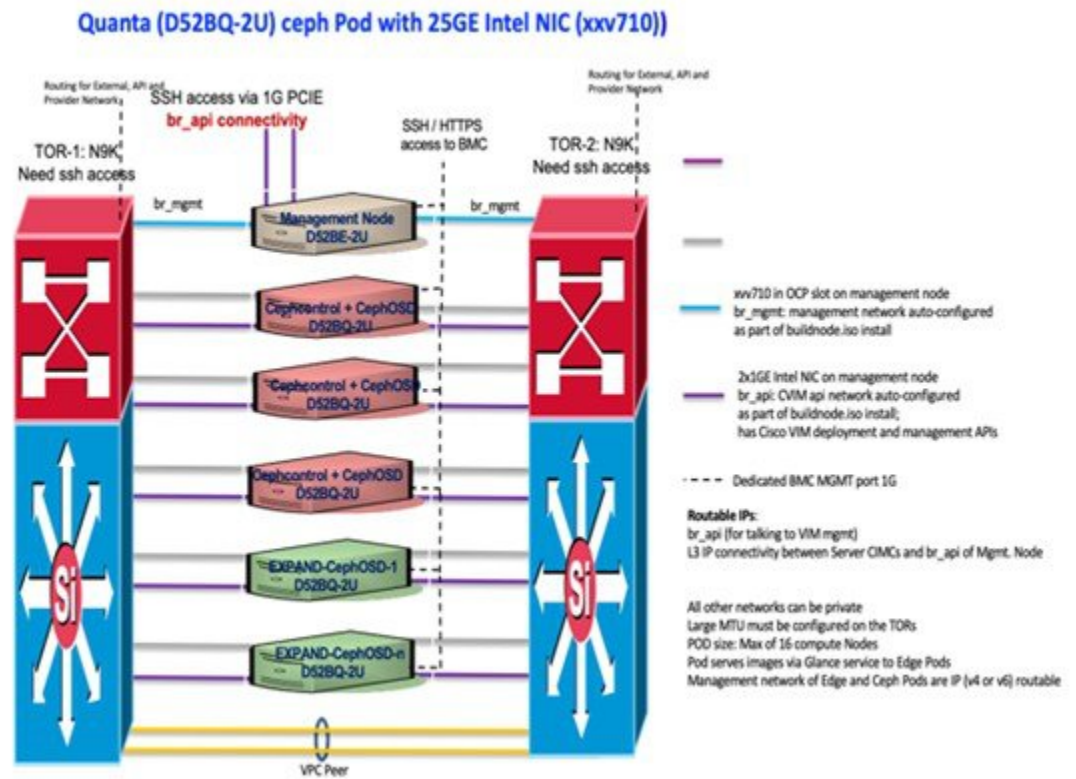 Quanta (D52BQ-2U) ceph Pod with 25GE Intel NIC (xxv710))
Routing for External, API and
Provider Network
SSH access via 1G PCIE
br_api connectivity
SSH / HTTPS
access to BMC
Routing for External, API and
Provider Network
TOR-1: N9K
Need ssh access
TOR-2: N9K
Need ssh access
br_mgmt
Management Node
D52BE-2U
br_mgmt
Cephcontrol + CephOSD
D52BQ-2U
Cephcontrol + CephOSD
D52BQ-2U
Cephcontrol + CephOSD
D52BQ-2U
EXPAND-CephOSD-1
D52BQ-2U
EXPAND-CephOSD-n
D52BQ-2U
Si
Si
VPC Peer
xvv710 in OCP slot on management node
br_mgmt: management network auto-configured
as part of buildnode.iso install
2x1GE Intel NIC on management node
br_api: CVIM api network auto-configured
as part of buildnode.iso install;
has Cisco VIM deployment and management APIs
Dedicated BMC MGMT port 1G
Routable IPs:
br_api (for talking to VIM mgmt)
L3 IP connectivity between Server CIMCs and br_api of Mgmt. Node
All other networks can be private
Large MTU must be configured on the TORs
POD size: Max of 16 compute Nodes
Pod serves images via Glance service to Edge Pods
Management network of Edge and Ceph Pods are IP (v4 or v6) routable